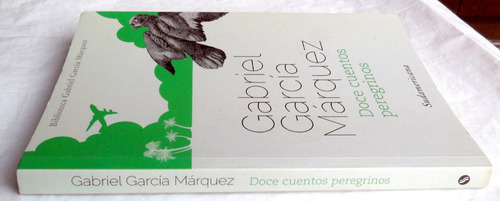 Biblioteca Gabriel García Márquez
Gabriel
García
Márquez
Doce cuentos
peregrinos
Sudamericana
Gabriel García Márquez Doce cuentos peregrinos